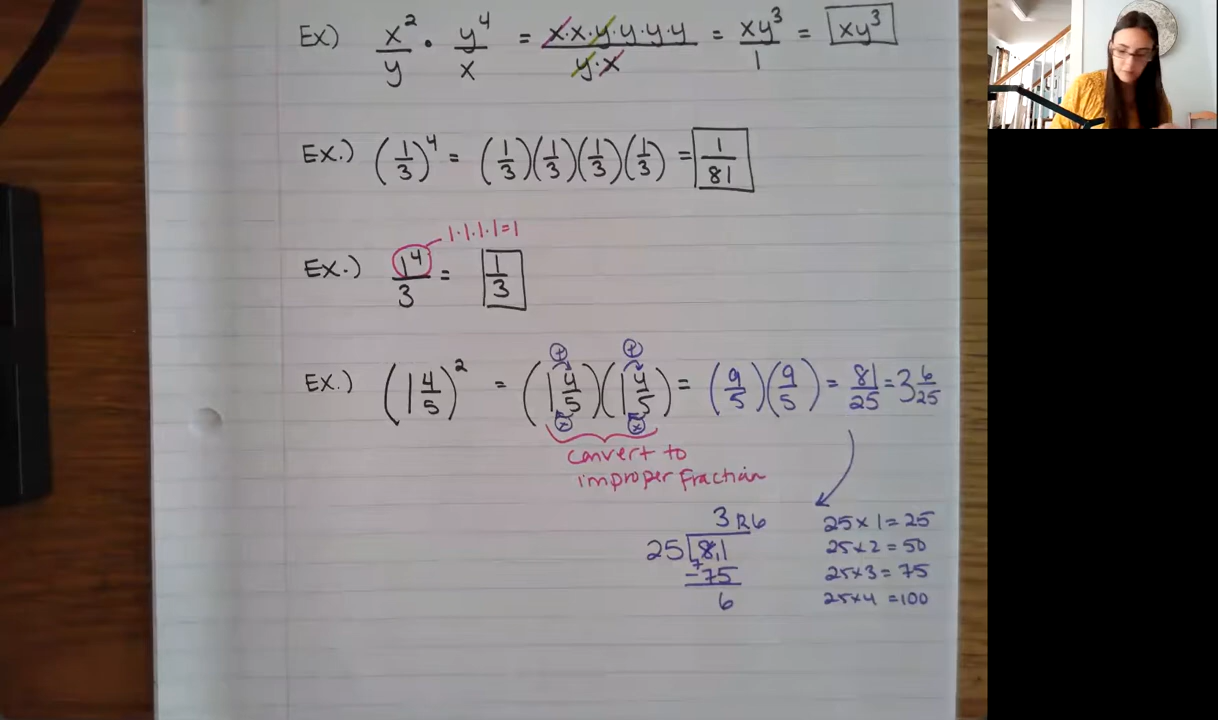 Ex) x²/y · y⁴/x = x·x·y·y·y·y/y·x = xy³/1 = xy³
Ex.) (1/3)⁴ = (1/3)(1/3)(1/3)(1/3) = 1/81
1·1·1·1=1
Ex.) 1⁴/3 = 1/3
Ex.) (1 4/5)² = (1 4/5)(1 4/5) = (9/5)(9/5) = 81/25 = 3 6/25
+ +
x x
convert to
improper fraction
3 R6
25 81
-75
6
25×1=25
25×2=50
25×3=75
25×4=100